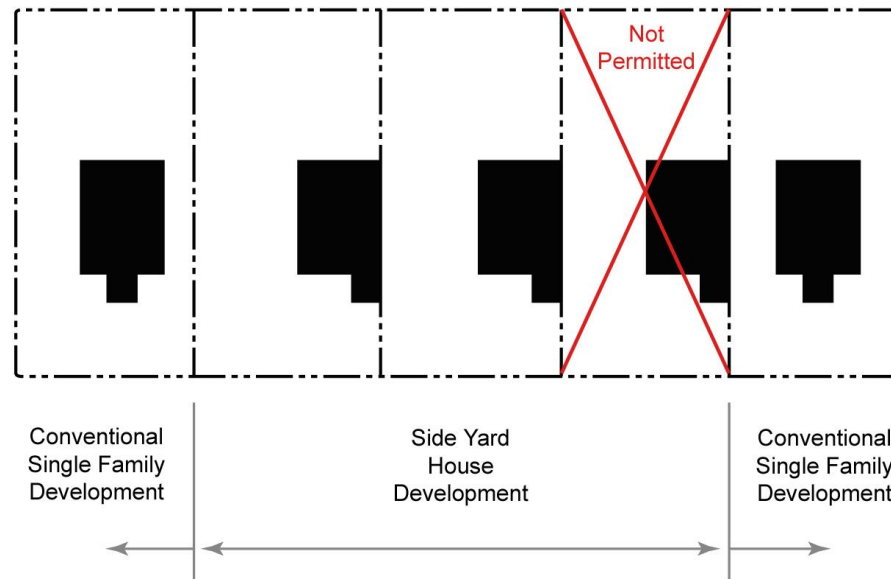 Not
Permitted
Conventional
Single Family
Development
Side Yard
House
Development
Conventional
Single Family
Development